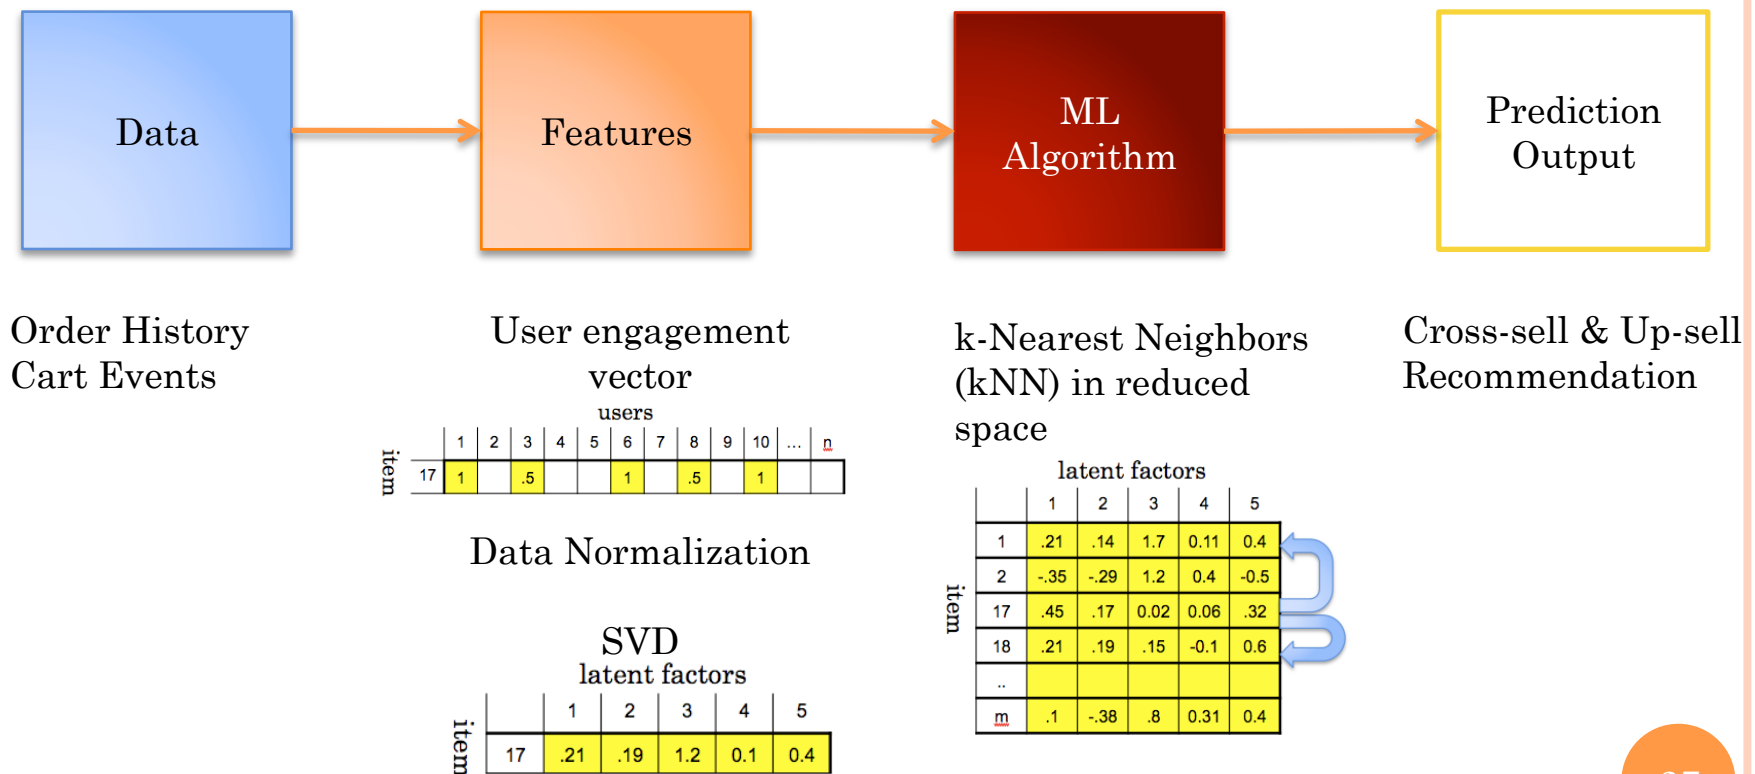 Data
Features
ML
Algorithm
Prediction
Output
Order History
Cart Events
User engagement
vector
users
1 2 3 4 5 6 7 8 9 10 ... n
item
17 1 .5 1 .5 1
Data Normalization
SVD
latent factors
1 2 3 4 5
item
17 .21 .19 1.2 0.1 0.4
k-Nearest Neighbors
(kNN) in reduced
space
latent factors
1 2 3 4 5
item
1 .21 .14 1.7 0.11 0.4
2 -.35 -.29 1.2 0.4 -0.5
17 .45 .17 0.02 0.06 .32
18 .21 .19 .15 -0.1 0.6
..
m .1 -.38 .8 0.31 0.4
Cross-sell & Up-sell
Recommendation